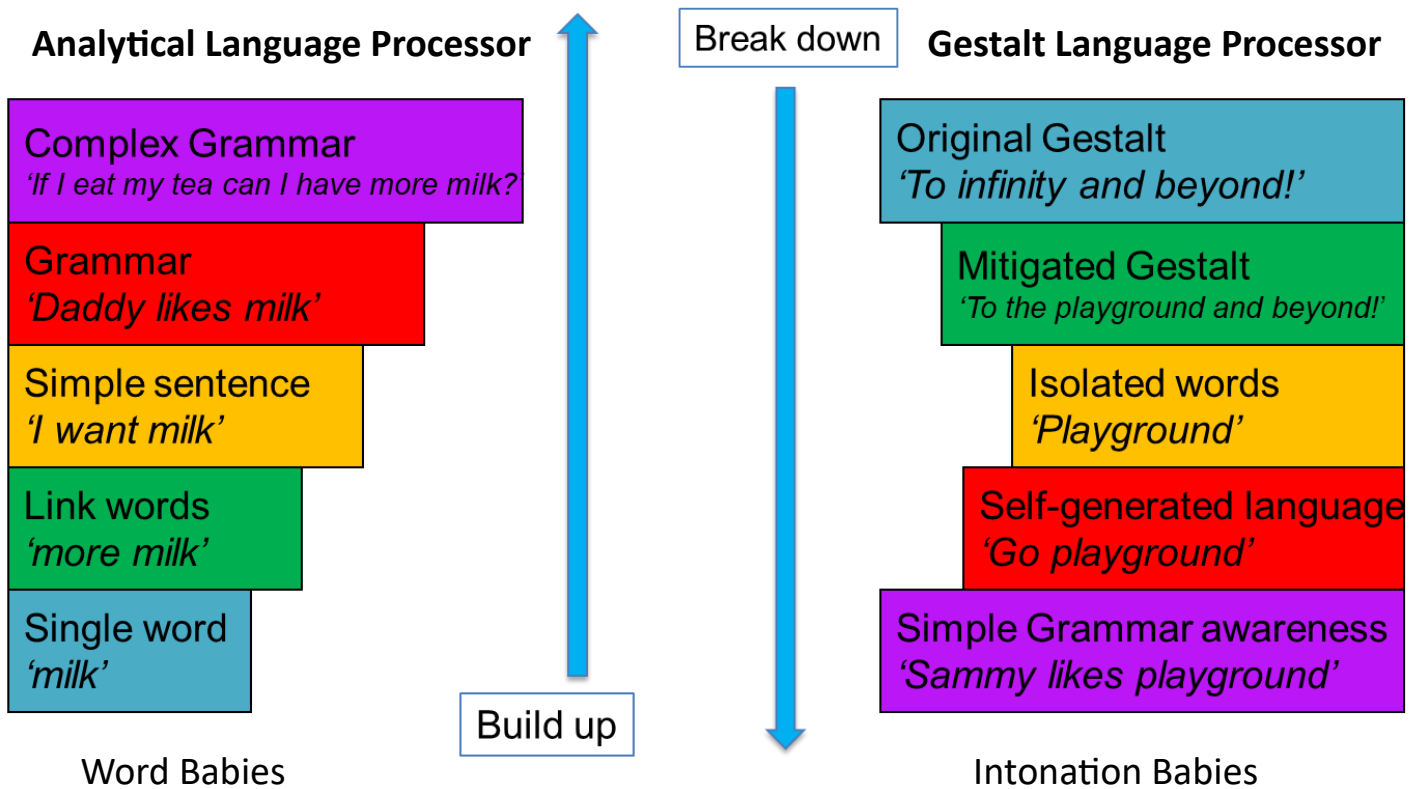 Analytical Language Processor
Complex Grammar
‘If I eat my tea can I have more milk?’
Grammar
‘Daddy likes milk’
Simple sentence
‘I want milk’
Link words
‘more milk’
Single word
‘milk’
Word Babies
Build up
Break down
Gestalt Language Processor
Original Gestalt
‘To infinity and beyond!’
Mitigated Gestalt
‘To the playground and beyond!’
Isolated words
‘Playground’
Self-generated language
‘Go playground’
Simple Grammar awareness
‘Sammy likes playground’
Intonation Babies